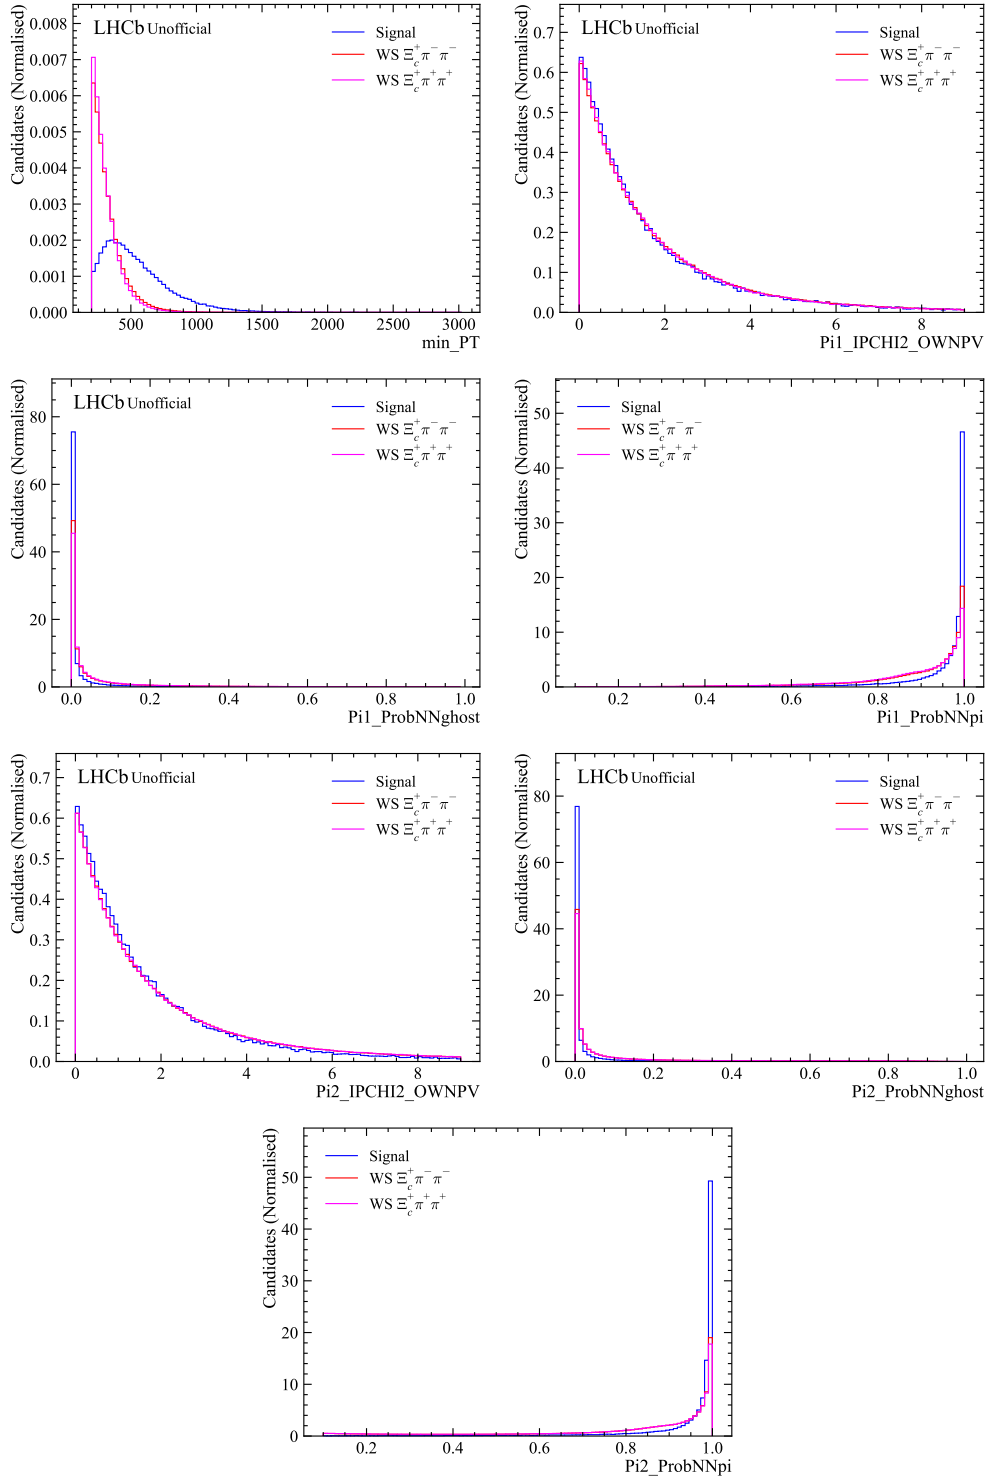 LHCb Unofficial
Signal
WS Ξc+π−π−
WS Ξc+π+π+
Candidates (Normalised)
0.008
0.007
0.006
0.005
0.004
0.003
0.002
0.001
0.000
500 1000 1500 2000 2500 3000
min_PT
LHCb Unofficial
Signal
WS Ξc+π−π−
WS Ξc+π+π+
Candidates (Normalised)
0.7
0.6
0.5
0.4
0.3
0.2
0.1
0.0
0 2 4 6 8
Pi1_IPCHI2_OWNPV
LHCb Unofficial
Signal
WS Ξc+π−π−
WS Ξc+π+π+
Candidates (Normalised)
80
60
40
20
0
0.0 0.2 0.4 0.6 0.8 1.0
Pi1_ProbNNghost
Signal
WS Ξc+π−π−
WS Ξc+π+π+
Candidates (Normalised)
50
40
30
20
10
0
0.2 0.4 0.6 0.8 1.0
Pi1_ProbNNpi
LHCb Unofficial
Signal
WS Ξc+π−π−
WS Ξc+π+π+
Candidates (Normalised)
0.7
0.6
0.5
0.4
0.3
0.2
0.1
0.0
0 2 4 6 8
Pi2_IPCHI2_OWNPV
LHCb Unofficial
Signal
WS Ξc+π−π−
WS Ξc+π+π+
Candidates (Normalised)
80
60
40
20
0
0.0 0.2 0.4 0.6 0.8 1.0
Pi2_ProbNNghost
Signal
WS Ξc+π−π−
WS Ξc+π+π+
Candidates (Normalised)
50
40
30
20
10
0
0.2 0.4 0.6 0.8 1.0
Pi2_ProbNNpi